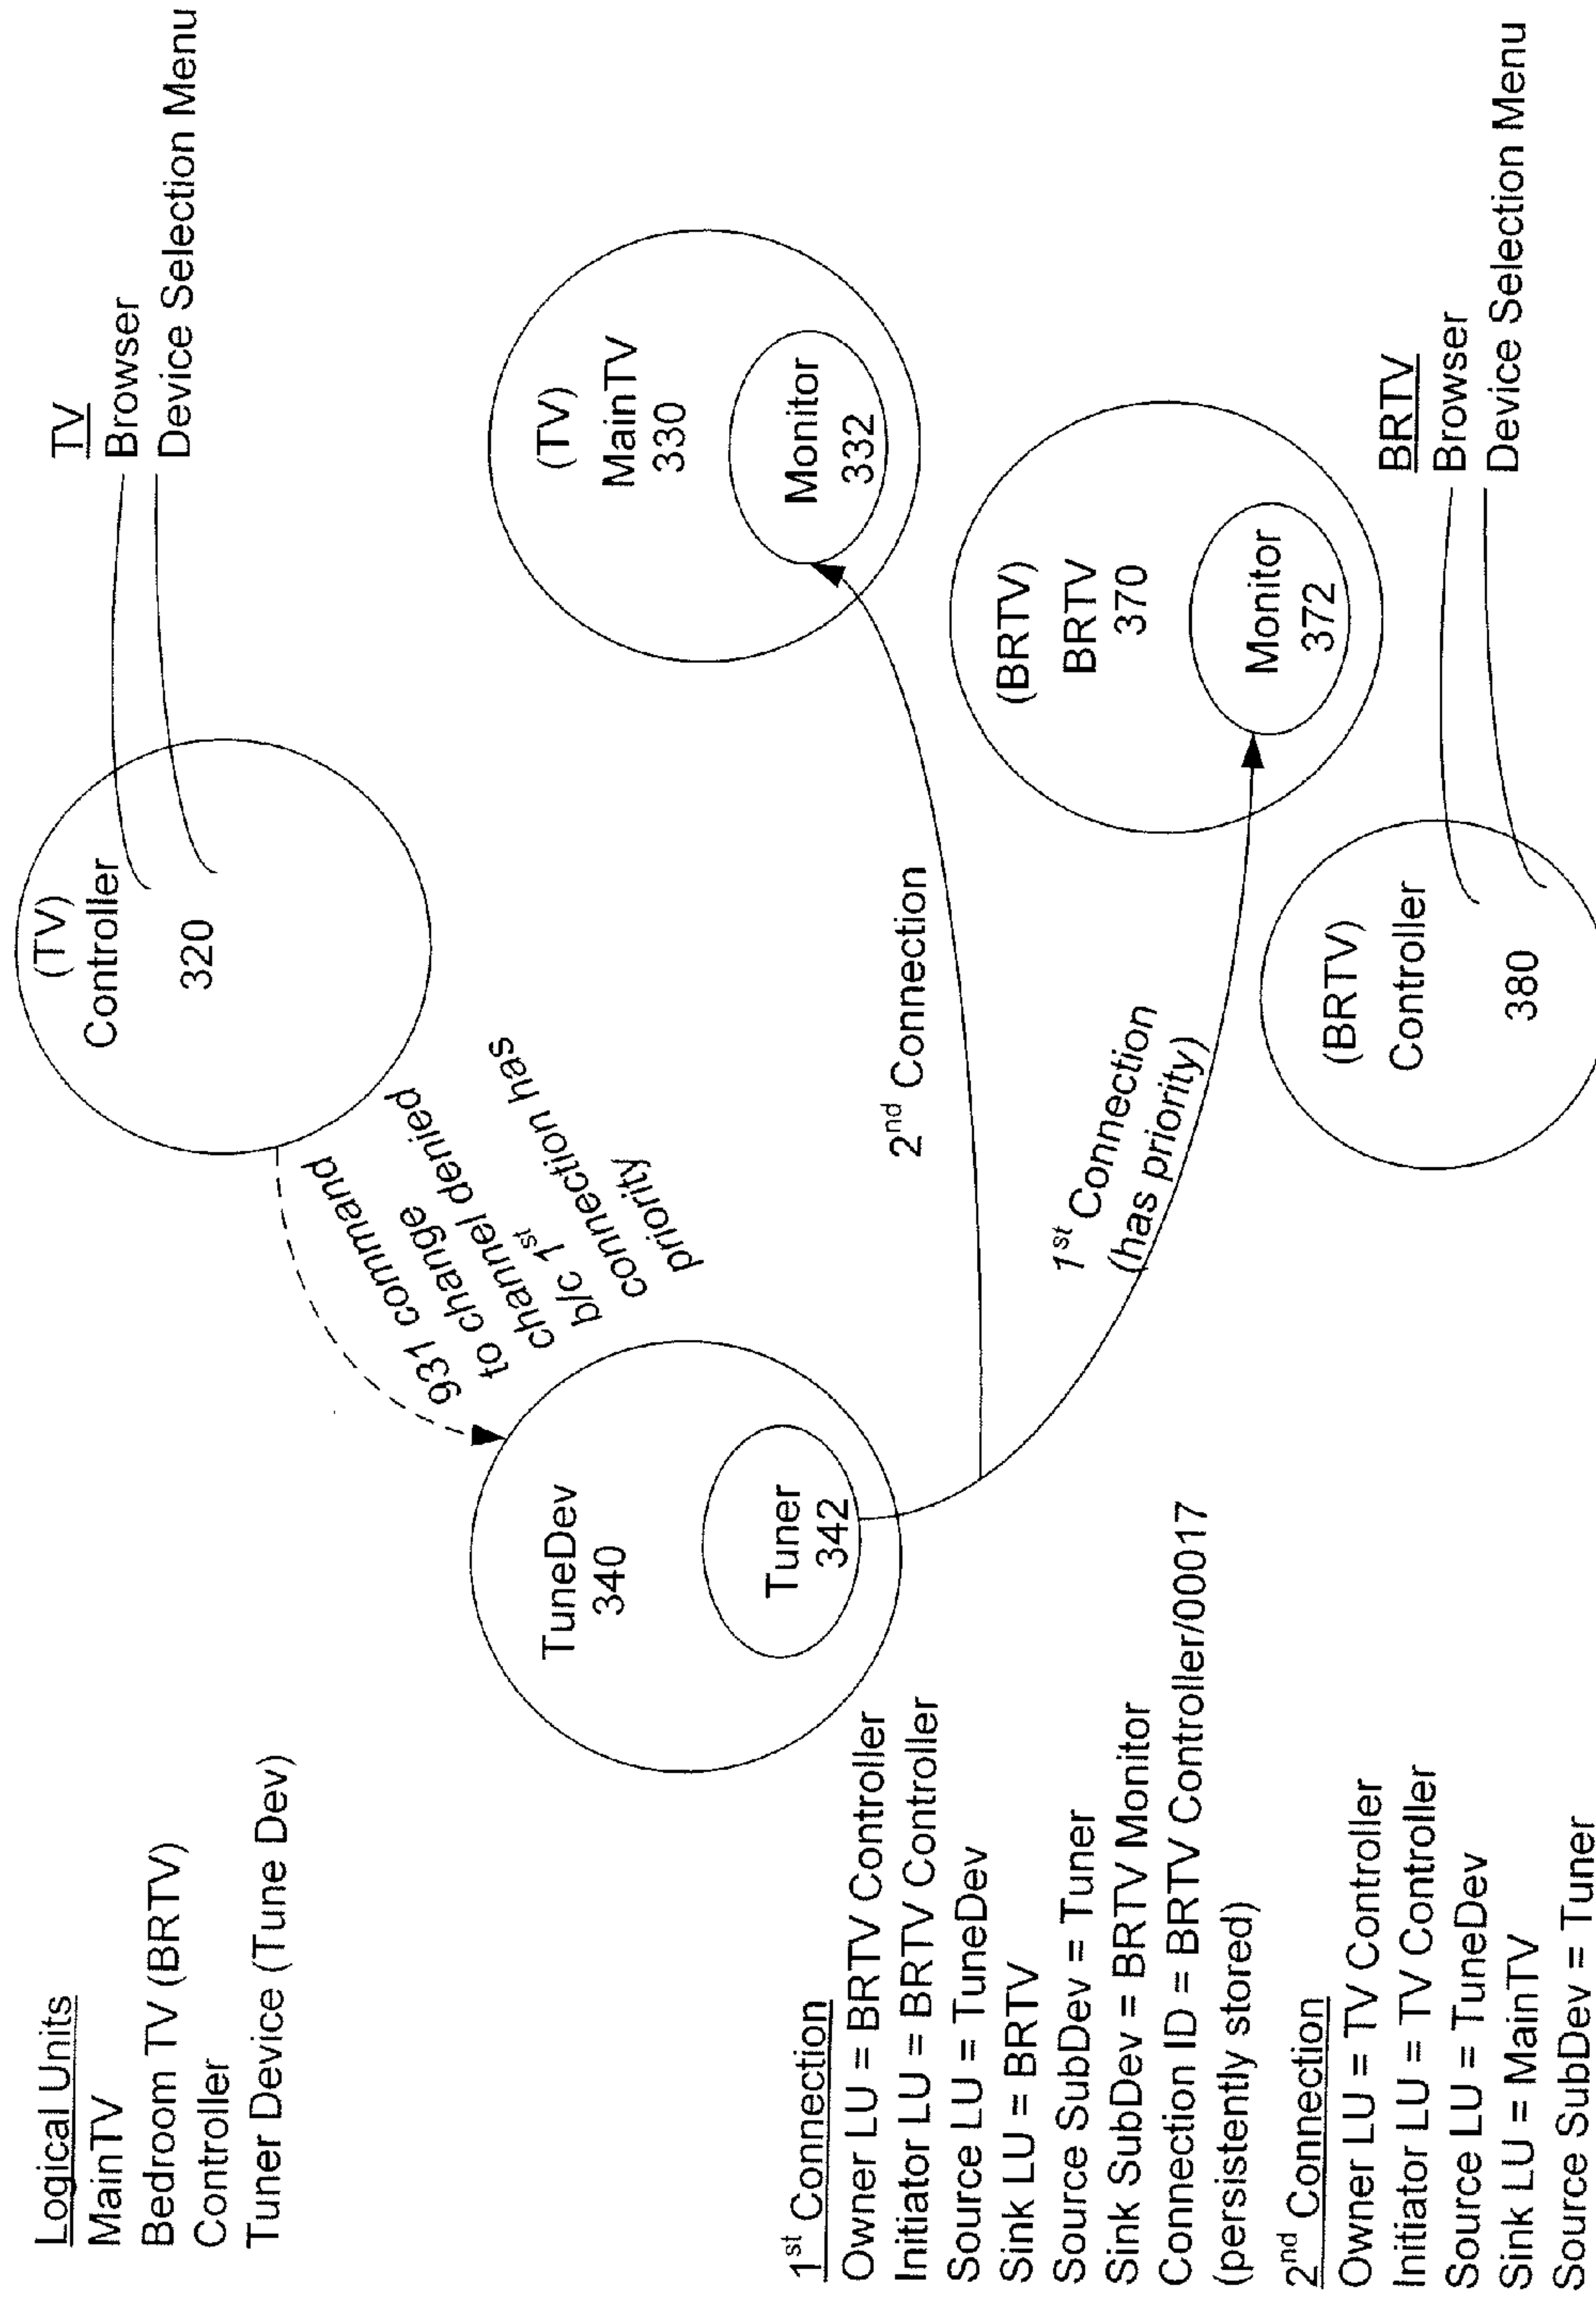 Logical Units
MainTV
Bedroom TV (BRTV)
Controller
Tuner Device (Tune Dev)
(TV)
Controller
320
TV
Browser
Device Selection Menu
931 command
to change
channel denied
b/c 1st
connection has
priority
TuneDev
340
Tuner
342
(TV)
MainTV
330
Monitor
332
2nd Connection
(BRTV)
BRTV
370
Monitor
372
1st Connection
(has priority)
1st Connection
Owner LU = BRTV Controller
Initiator LU = BRTV Controller
Source LU = TuneDev
Sink LU = BRTV
Source SubDev = Tuner
Sink SubDev = BRTV Monitor
Connection ID = BRTV Controller/00017
(persistently stored)
2nd Connection
Owner LU = TV Controller
Initiator LU = TV Controller
Source LU = TuneDev
Sink LU = MainTV
Source SubDev = Tuner
(BRTV)
Controller
380
BRTV
Browser
Device Selection Menu